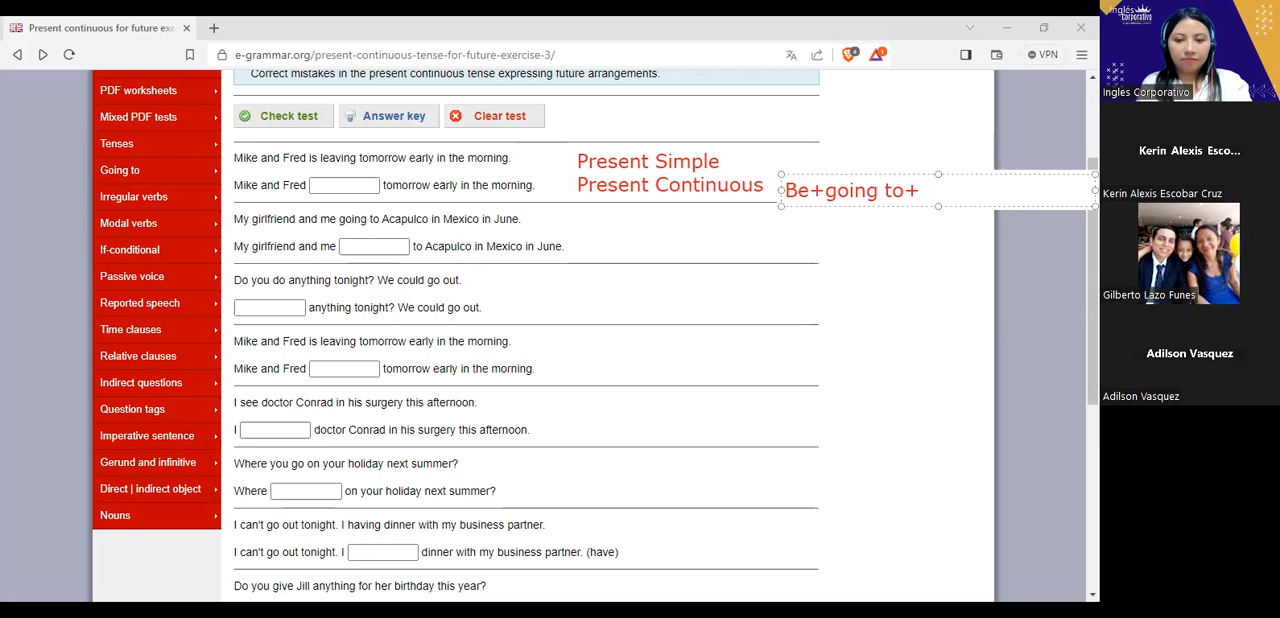 Present continuous for future exe
e-grammar.org/present-continuous-tense-for-future-exercise-3/
4
1
VPN
Inglés
Corporativo
Ingles Corporativo
PDF worksheets
Mixed PDF tests
Tenses
Going to
Irregular verbs
Modal verbs
If-conditional
Passive voice
Reported speech
Time clauses
Relative clauses
Indirect questions
Question tags
Imperative sentence
Gerund and infinitive
Direct | indirect object
Nouns
Correct mistakes in the present continuous tense expressing future arrangements.
Check test
Answer key
Clear test
Mike and Fred is leaving tomorrow early in the morning.
Mike and Fred tomorrow early in the morning.
My girlfriend and me going to Acapulco in Mexico in June.
My girlfriend and me to Acapulco in Mexico in June.
Do you do anything tonight? We could go out.
anything tonight? We could go out.
Mike and Fred is leaving tomorrow early in the morning.
Mike and Fred tomorrow early in the morning.
I see doctor Conrad in his surgery this afternoon.
I doctor Conrad in his surgery this afternoon.
Where you go on your holiday next summer?
Where on your holiday next summer?
I can't go out tonight. I having dinner with my business partner.
I can't go out tonight. I dinner with my business partner. (have)
Do you give Jill anything for her birthday this year?
Present Simple
Present Continuous
Be+going to+
Kerin Alexis Esco...
Kerin Alexis Escobar Cruz
Gilberto Lazo Funes
Adilson Vasquez
Adilson Vasquez